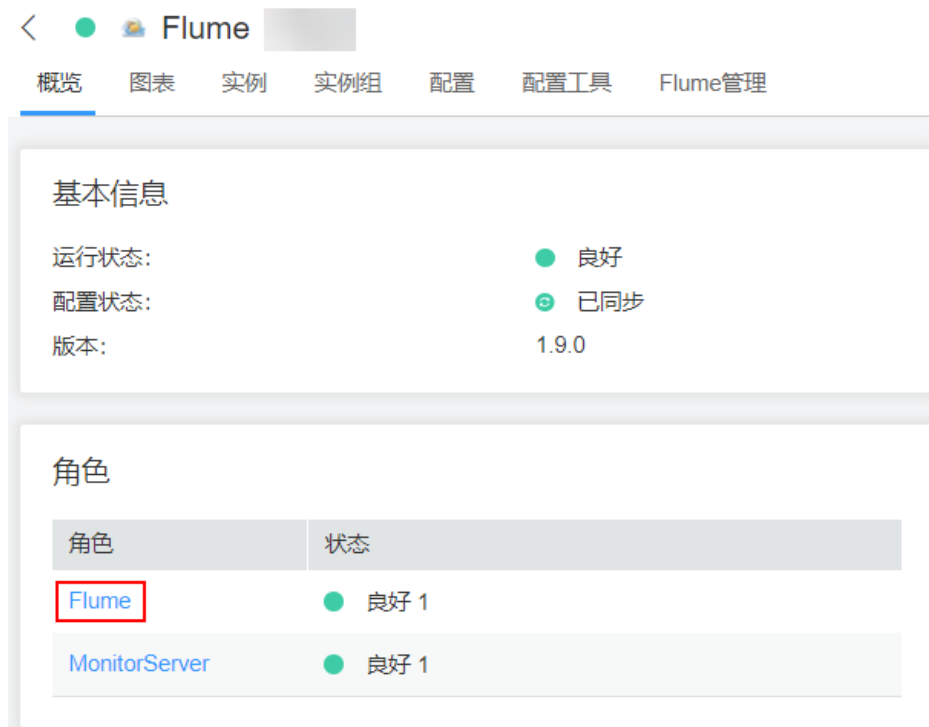 Flume
概览 图表 实例 实例组 配置 配置工具 Flume管理
基本信息
运行状态: 良好
配置状态: 已同步
版本: 1.9.0
角色
角色 状态
Flume 良好 1
MonitorServer 良好 1